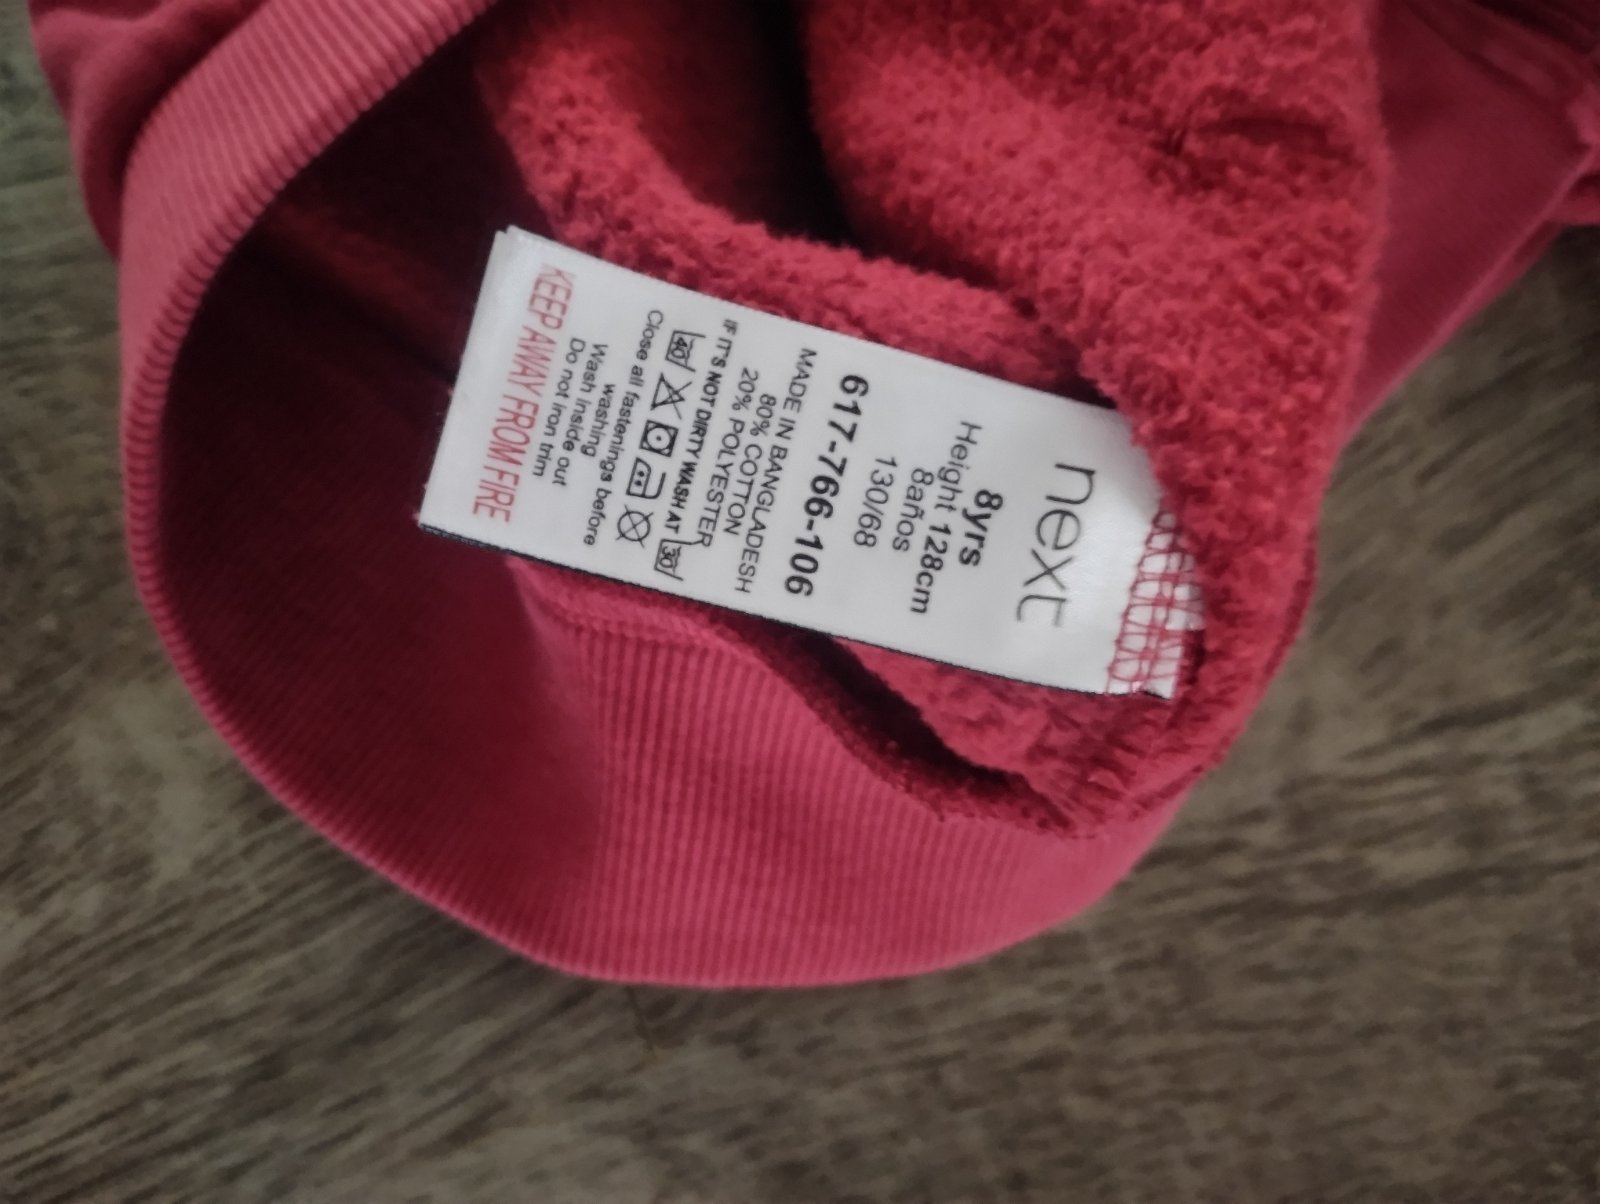 next
8yrs
Height 128cm
8años
130/68
617-766-106
MADE IN BANGLADESH
80% COTTON
20% POLYESTER
IF IT'S NOT DIRTY WASH AT 30
40
Close all fastenings before
washing
Wash inside out
Do not iron trim
KEEP AWAY FROM FIRE